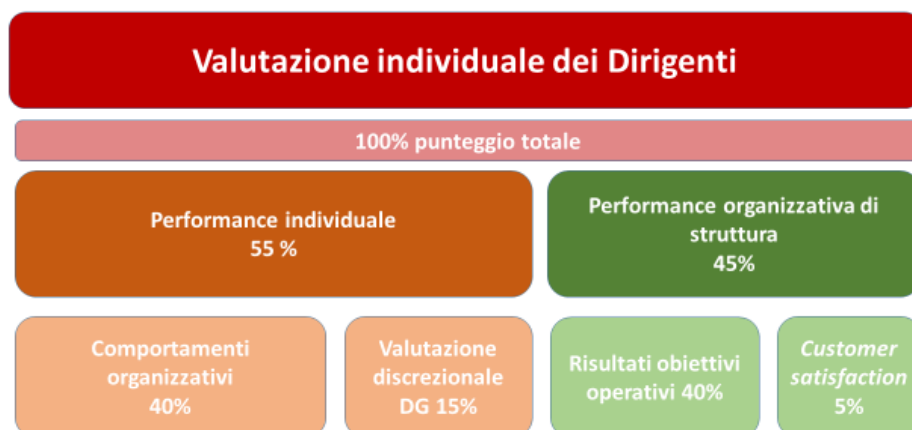 Valutazione individuale dei Dirigenti
100% punteggio totale
Performance individuale
55 %
Performance organizzativa di
struttura
45%
Comportamenti
organizzativi
40%
Valutazione
discrezionale
DG 15%
Risultati obiettivi
operativi 40%
Customer
satisfaction
5%